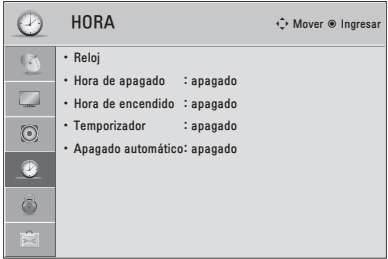 HORA
Mover ◉ Ingresar
• Reloj
• Hora de apagado : apagado
• Hora de encendido : apagado
• Temporizador : apagado
• Apagado automático: apagado